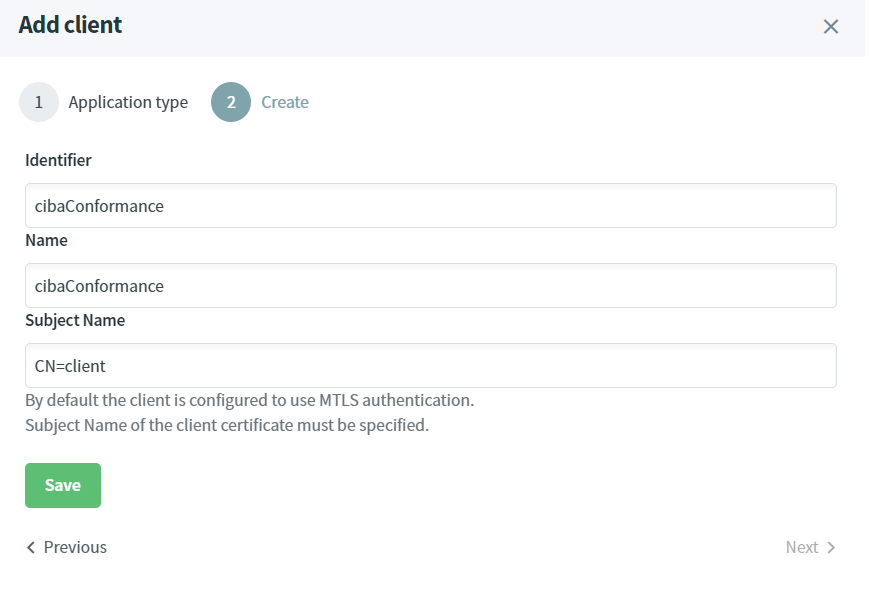 Add client
1 Application type 2 Create
Identifier
cibaConformance
Name
cibaConformance
Subject Name
CN=client
By default the client is configured to use MTLS authentication.
Subject Name of the client certificate must be specified.
Save
Previous Next